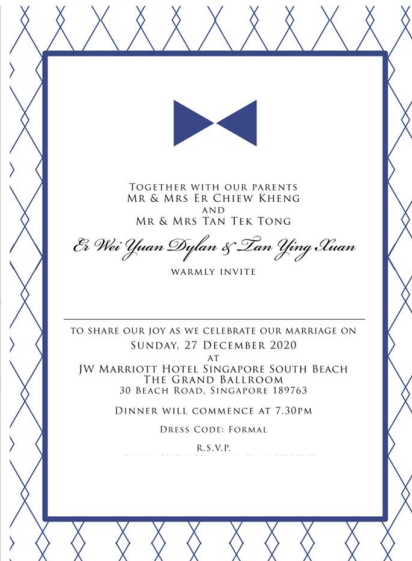 Together with our parents
Mr & Mrs Er Chiew Kheng
and
Mr & Mrs Tan Tek Tong
Er Wei Yuan Dylan & Tan Ying Xuan
warmly invite
to share our joy as we celebrate our marriage on
Sunday, 27 December 2020
at
JW Marriott Hotel Singapore South Beach
The Grand Ballroom
30 Beach Road, Singapore 189763
Dinner will commence at 7.30pm
Dress Code: Formal
R.S.V.P.